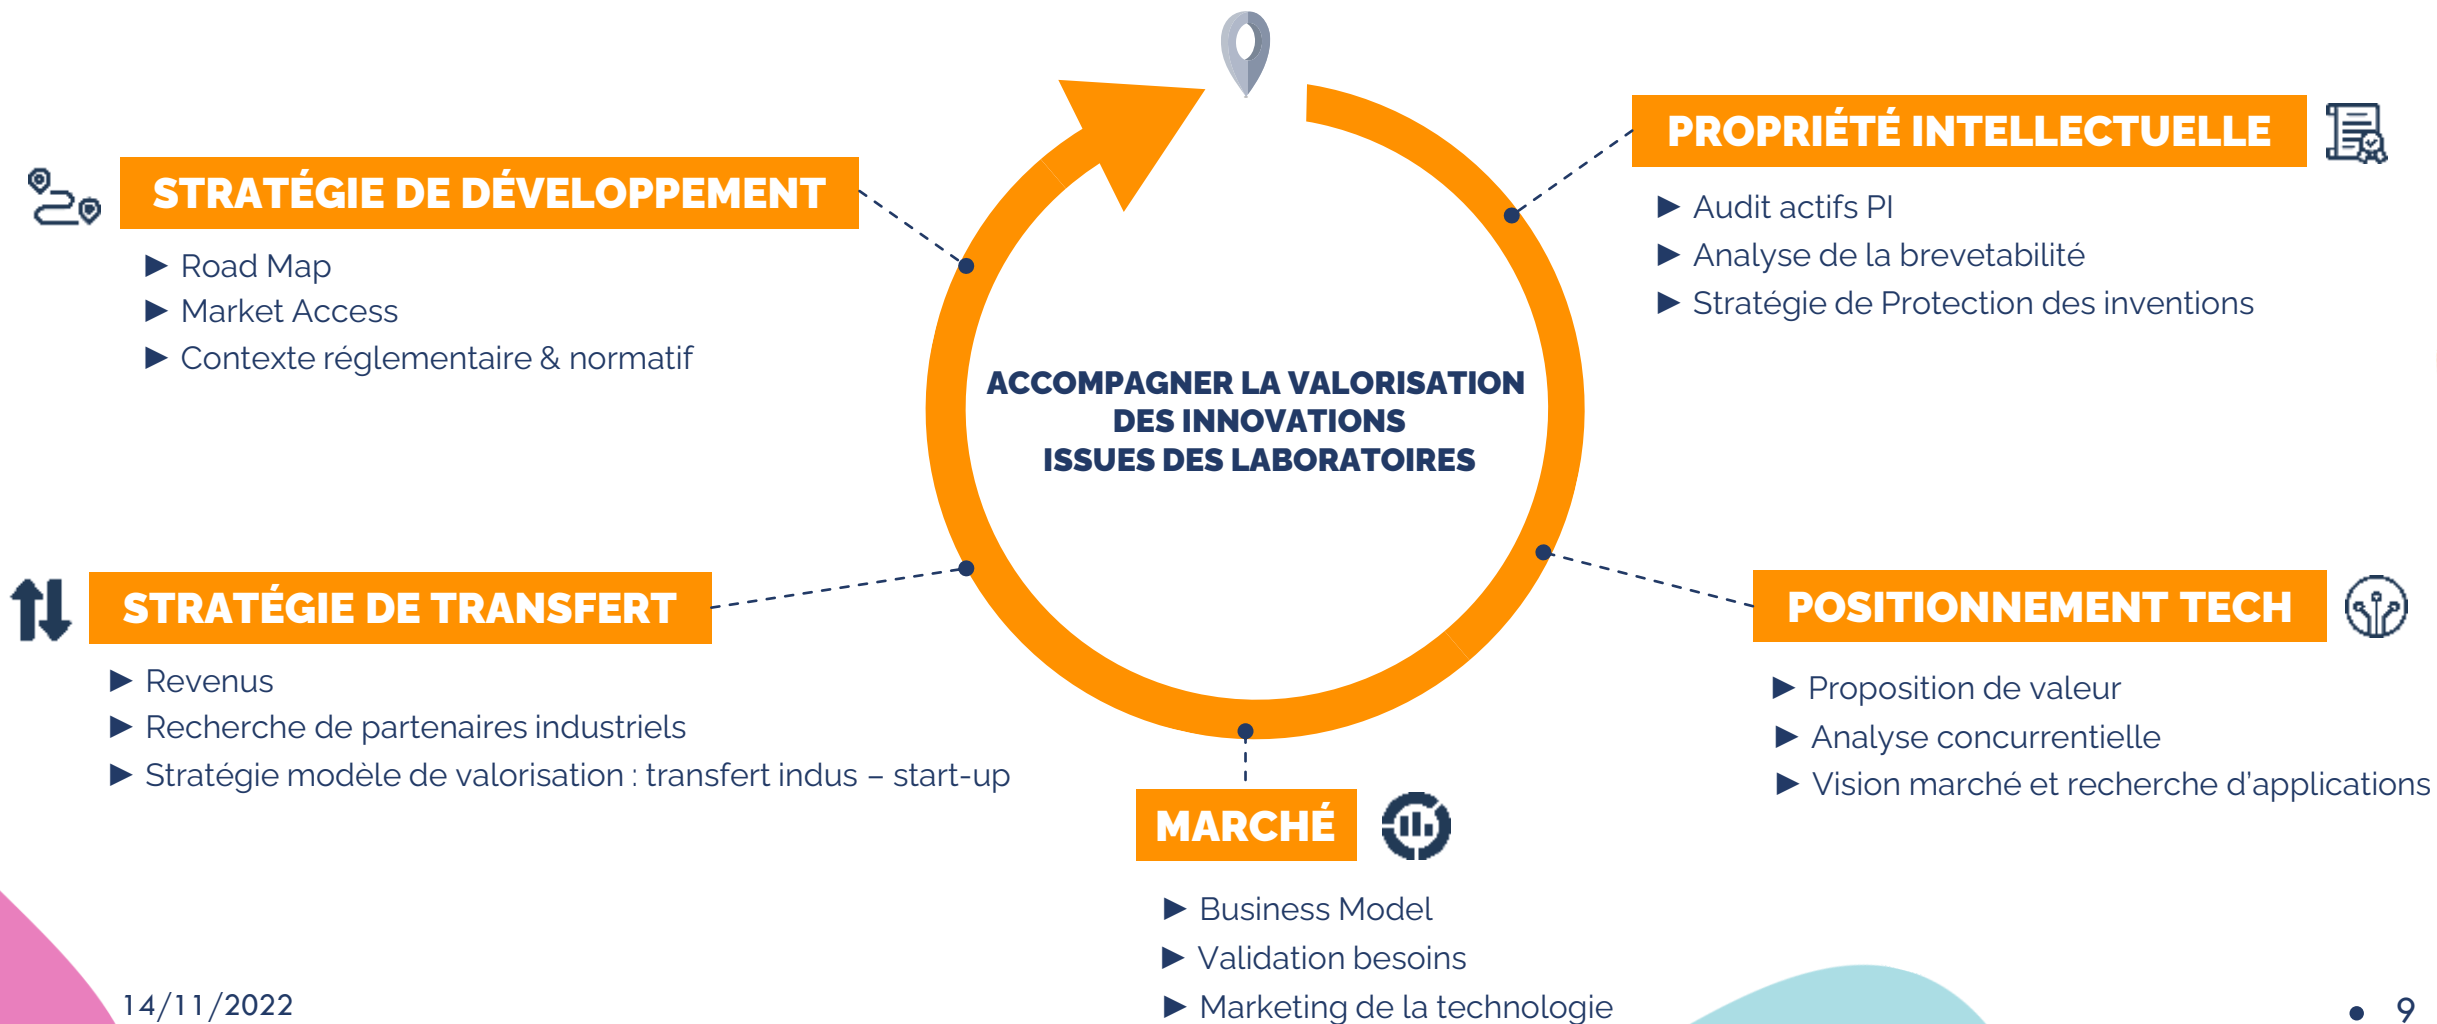 STRATÉGIE DE DÉVELOPPEMENT
► Road Map
► Market Access
► Contexte réglementaire & normatif
PROPRIÉTÉ INTELLECTUELLE
► Audit actifs PI
► Analyse de la brevetabilité
► Stratégie de Protection des inventions
ACCOMPAGNER LA VALORISATION
DES INNOVATIONS
ISSUES DES LABORATOIRES
STRATÉGIE DE TRANSFERT
► Revenus
► Recherche de partenaires industriels
► Stratégie modèle de valorisation : transfert indus – start-up
POSITIONNEMENT TECH
► Proposition de valeur
► Analyse concurrentielle
► Vision marché et recherche d’applications
MARCHÉ
► Business Model
► Validation besoins
► Marketing de la technologie
14/11/2022
• 9